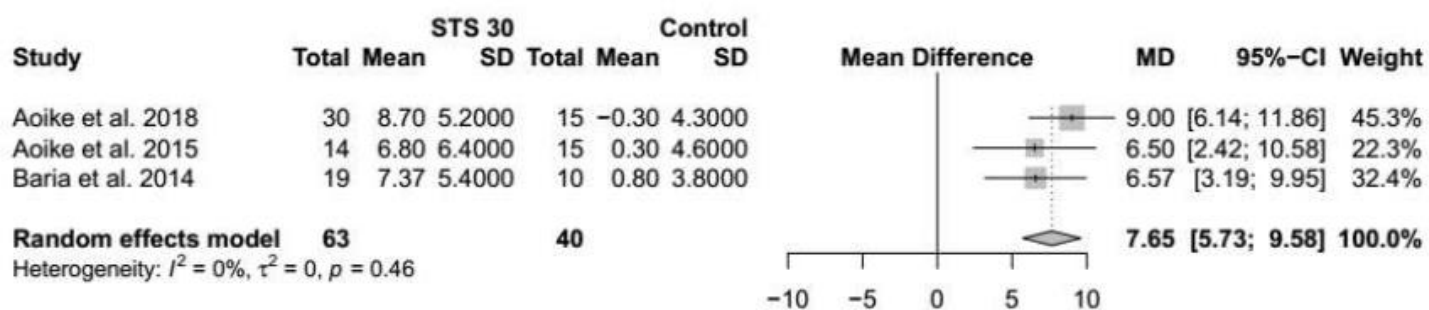 STS 30 Control
Study Total Mean SD Total Mean SD Mean Difference MD 95%−CI Weight
Aoike et al. 2018 30 8.70 5.2000 15 −0.30 4.3000 9.00 [6.14; 11.86] 45.3%
Aoike et al. 2015 14 6.80 6.4000 15 0.30 4.6000 6.50 [2.42; 10.58] 22.3%
Baria et al. 2014 19 7.37 5.4000 10 0.80 3.8000 6.57 [3.19; 9.95] 32.4%
Random effects model 63 40 7.65 [5.73; 9.58] 100.0%
Heterogeneity: I² = 0%, τ² = 0, p = 0.46
−10 −5 0 5 10